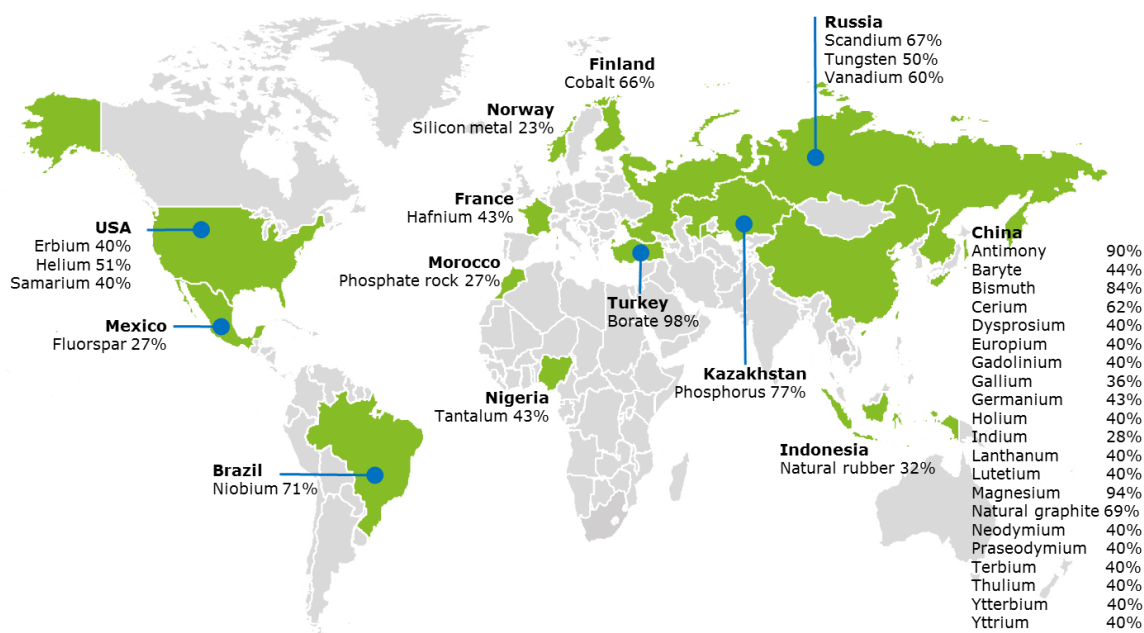 Russia
Scandium 67%
Tungsten 50%
Vanadium 60%
Finland
Cobalt 66%
Norway
Silicon metal 23%
France
Hafnium 43%
USA
Erbium 40%
Helium 51%
Samarium 40%
Morocco
Phosphate rock 27%
Turkey
Borate 98%
Mexico
Fluorspar 27%
Kazakhstan
Phosphorus 77%
Nigeria
Tantalum 43%
Brazil
Niobium 71%
Indonesia
Natural rubber 32%
China
Antimony 90%
Baryte 44%
Bismuth 84%
Cerium 62%
Dysprosium 40%
Europium 40%
Gadolinium 40%
Gallium 36%
Germanium 43%
Holium 40%
Indium 28%
Lanthanum 40%
Lutetium 40%
Magnesium 94%
Natural graphite 69%
Neodymium 40%
Praseodymium 40%
Terbium 40%
Thulium 40%
Ytterbium 40%
Yttrium 40%